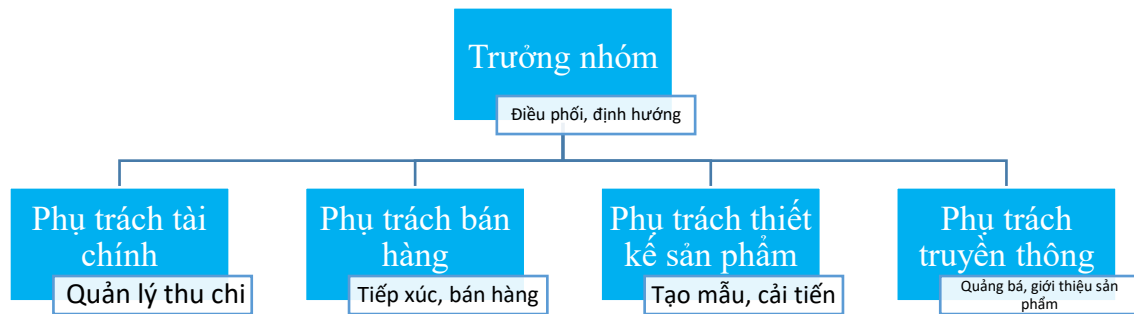 Trưởng nhóm
Điều phối, định hướng
Phụ trách tài
chính
Quản lý thu chi
Phụ trách bán
hàng
Tiếp xúc, bán hàng
Phụ trách thiết
kế sản phẩm
Tạo mẫu, cải tiến
Phụ trách
truyền thông
Quảng bá, giới thiệu sản
phẩm